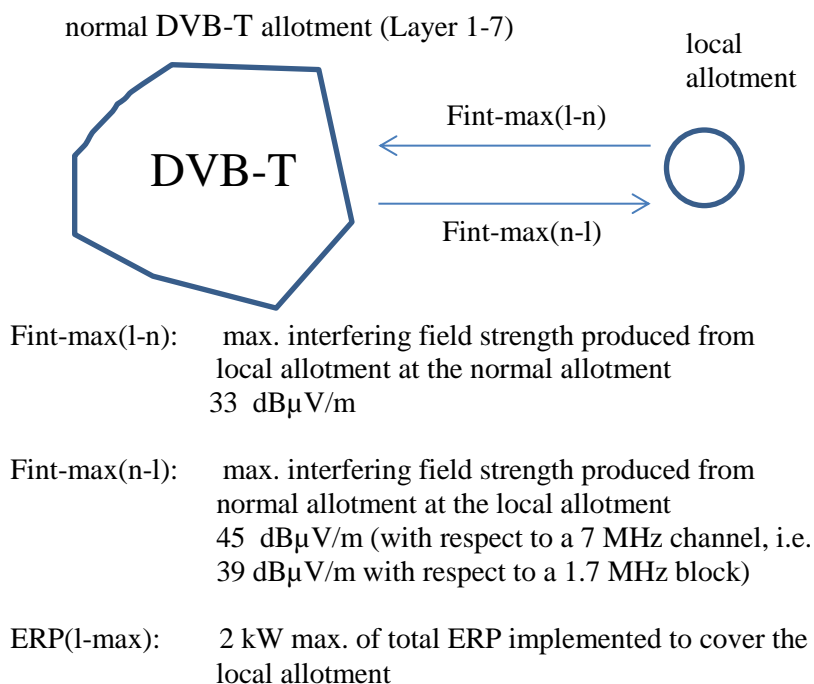 normal DVB-T allotment (Layer 1-7)
local
allotment
Fint-max(l-n)
DVB-T
Fint-max(n-l)
Fint-max(l-n): max. interfering field strength produced from
local allotment at the normal allotment
33 dBµV/m
Fint-max(n-l): max. interfering field strength produced from
normal allotment at the local allotment
45 dBµV/m (with respect to a 7 MHz channel, i.e.
39 dBµV/m with respect to a 1.7 MHz block)
ERP(l-max): 2 kW max. of total ERP implemented to cover the
local allotment